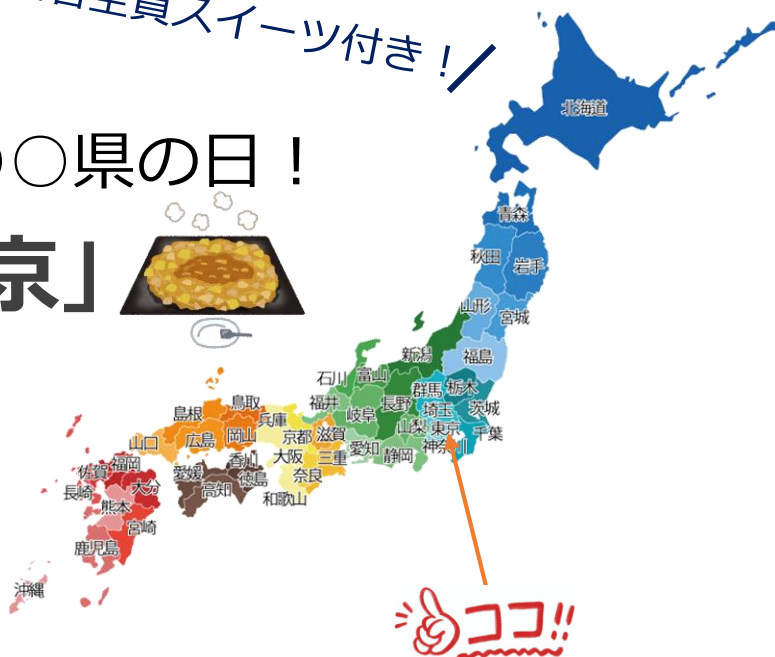 全員スイーツ付き！/
○県の日！
京」
北海道
青森
秋田
岩手
山形
宮城
新潟
福島
石川
富山
群馬
栃木
福井
長野
埼玉
茨城
岐阜
山梨
東京
千葉
神奈川
鳥取
島根
兵庫
京都
滋賀
山口
広島
岡山
大阪
三重
愛知
静岡
香川
奈良
愛媛
徳島
高知
和歌山
福岡
佐賀
長崎
大分
熊本
宮崎
鹿児島
沖縄
ココ!!